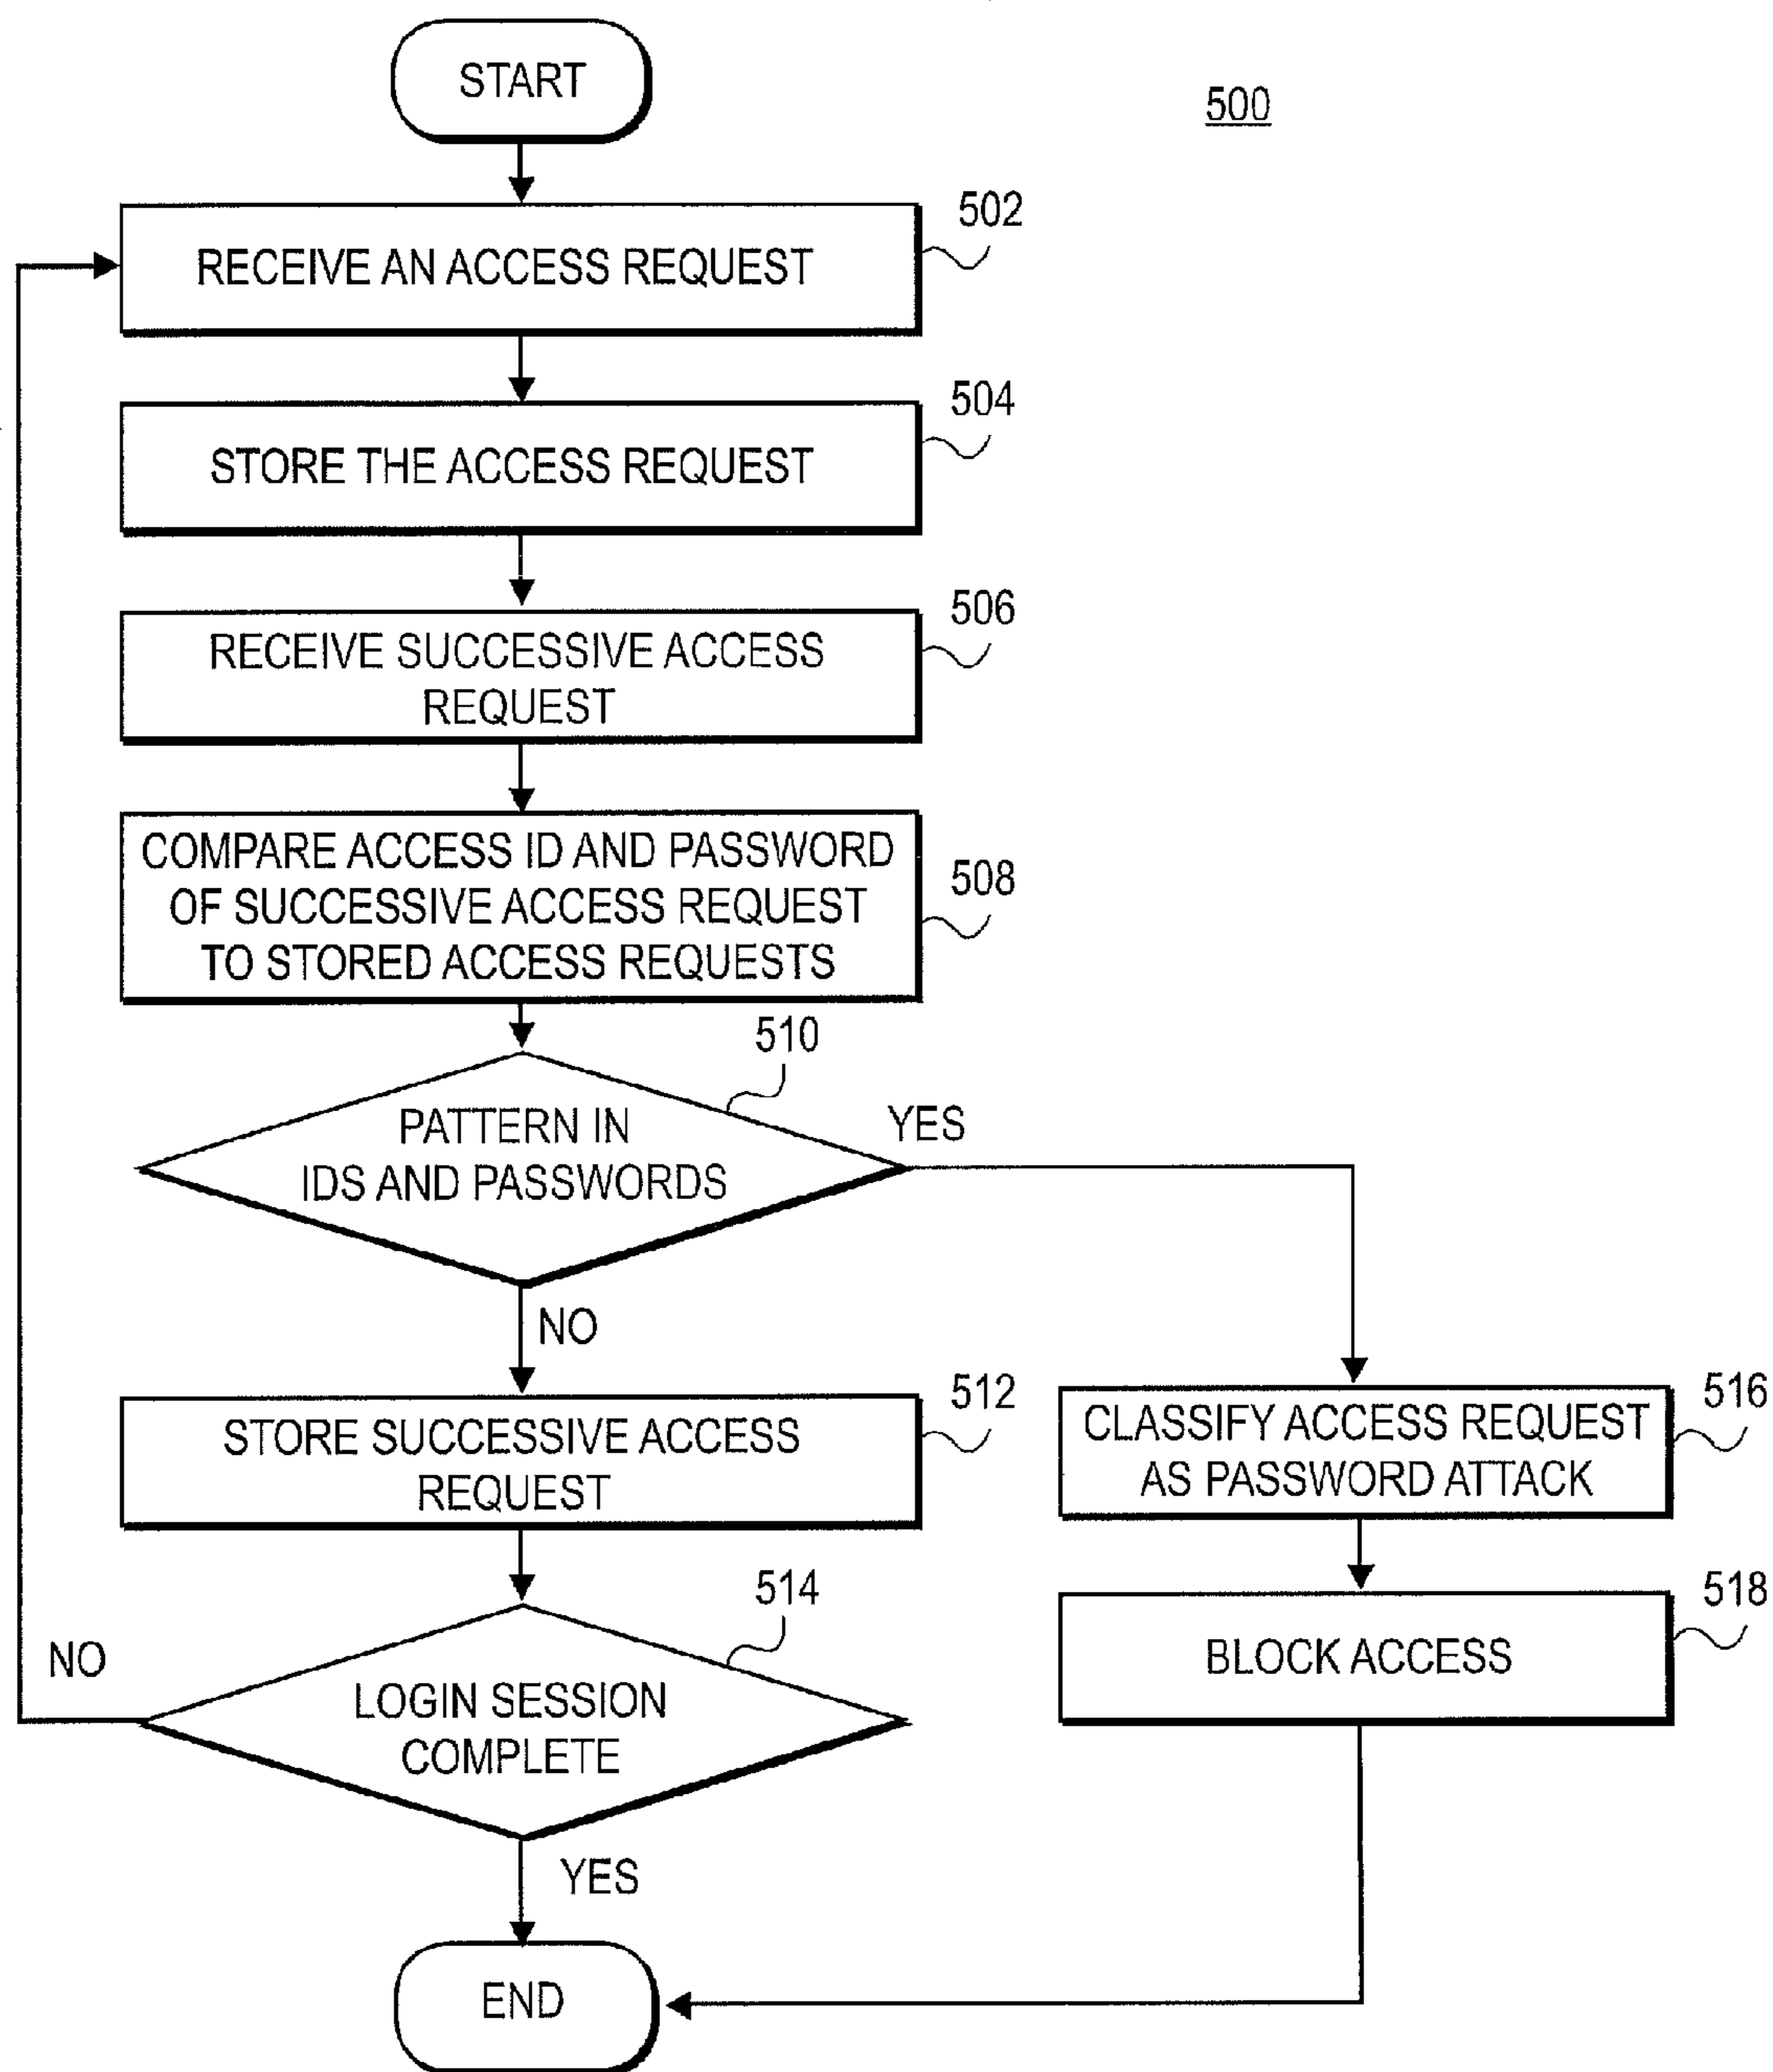 START
500
502
RECEIVE AN ACCESS REQUEST
504
STORE THE ACCESS REQUEST
506
RECEIVE SUCCESSIVE ACCESS
REQUEST
COMPARE ACCESS ID AND PASSWORD
OF SUCCESSIVE ACCESS REQUEST
TO STORED ACCESS REQUESTS
508
510
PATTERN IN
IDS AND PASSWORDS
YES
NO
512
STORE SUCCESSIVE ACCESS
REQUEST
516
CLASSIFY ACCESS REQUEST
AS PASSWORD ATTACK
514
LOGIN SESSION
COMPLETE
NO
518
BLOCK ACCESS
YES
END